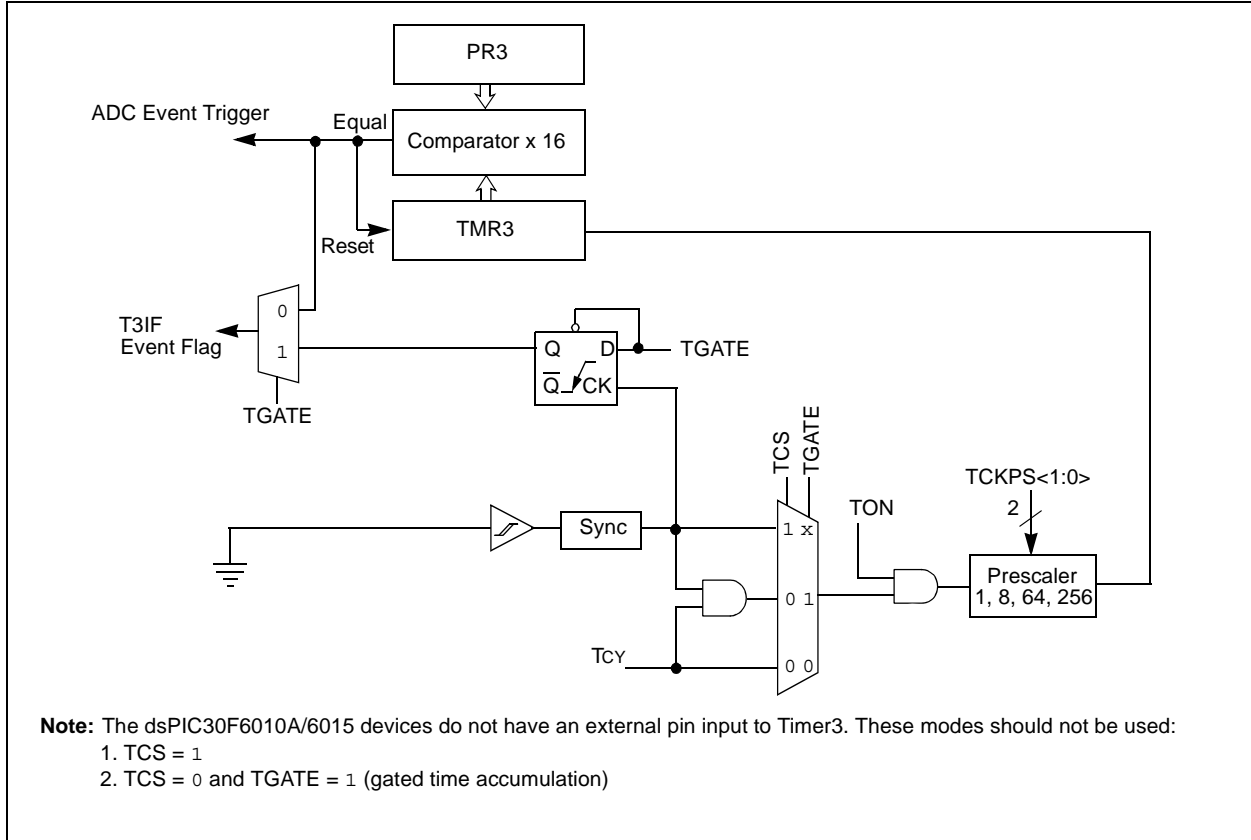 PR3
ADC Event Trigger
Equal
Comparator x 16
Reset
TMR3
0
1
T3IF
Event Flag
TGATE
Q
D
TGATE
Q
CK
TCS
TGATE
TCKPS<1:0>
2
TON
Sync
1 x
Prescaler
1, 8, 64, 256
0 1
TCY
0 0
Note: The dsPIC30F6010A/6015 devices do not have an external pin input to Timer3. These modes should not be used:
1. TCS = 1
2. TCS = 0 and TGATE = 1 (gated time accumulation)